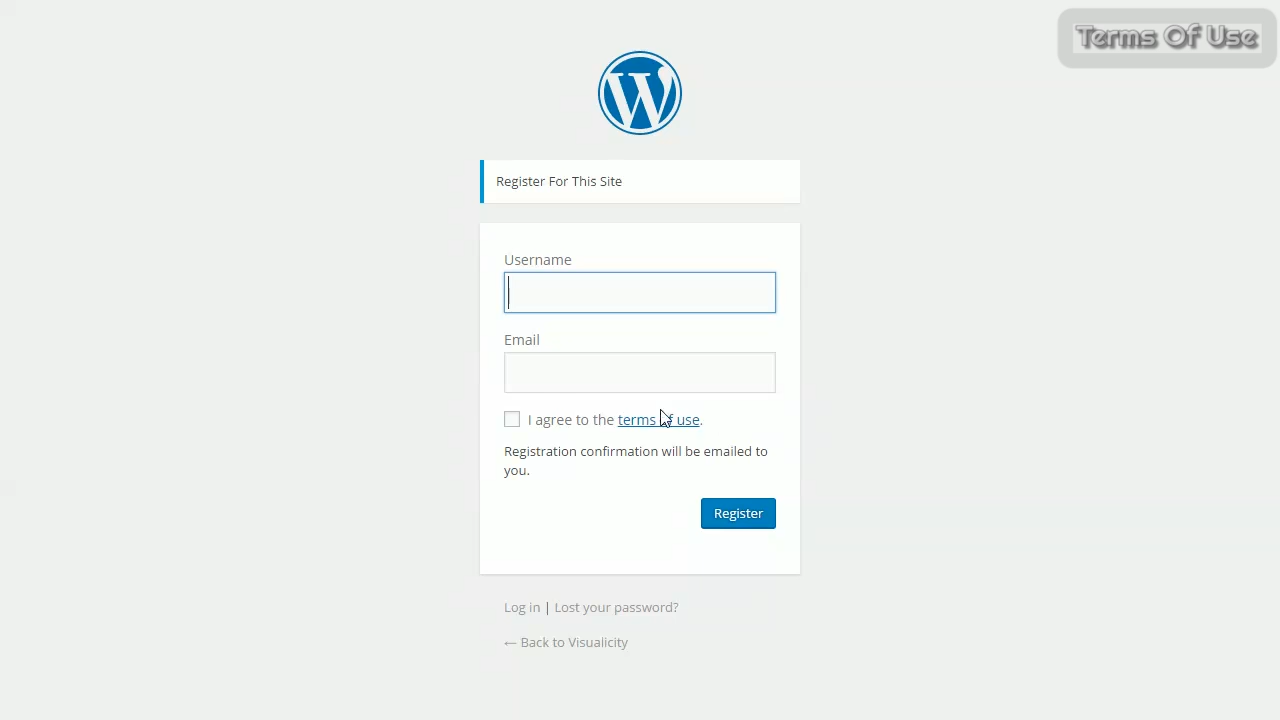 Terms Of Use
Register For This Site
Username
Email
I agree to the terms of use.
Registration confirmation will be emailed to
you.
Register
Log in | Lost your password?
← Back to Visualicity